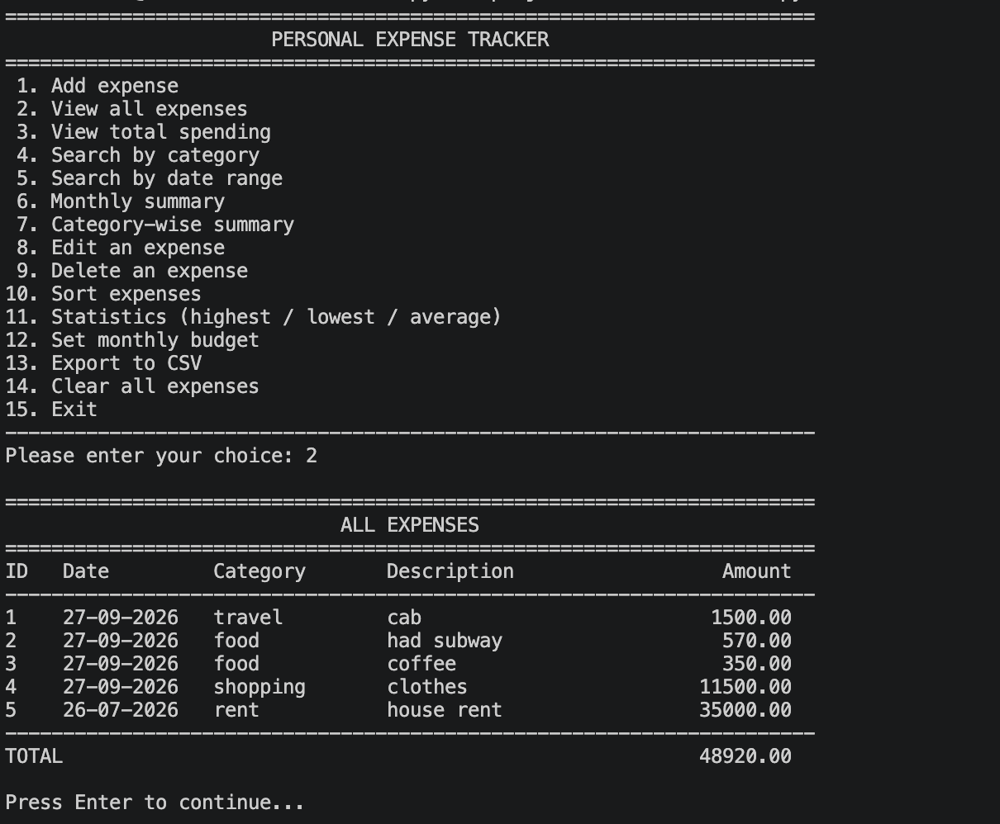 ================================================================================
PERSONAL EXPENSE TRACKER
======================================================================
 1. Add expense
 2. View all expenses
 3. View total spending
 4. Search by category
 5. Search by date range
 6. Monthly summary
 7. Category-wise summary
 8. Edit an expense
 9. Delete an expense
10. Sort expenses
11. Statistics (highest / lowest / average)
12. Set monthly budget
13. Export to CSV
14. Clear all expenses
15. Exit
----------------------------------------------------------------------
Please enter your choice: 2
======================================================================
ALL EXPENSES
======================================================================
ID   Date         Category       Description                  Amount
----------------------------------------------------------------------
1    27-09-2026   travel         cab                         1500.00
2    27-09-2026   food           had subway                   570.00
3    27-09-2026   food           coffee                       350.00
4    27-09-2026   shopping       clothes                    11500.00
5    26-07-2026   rent           house rent                 35000.00
----------------------------------------------------------------------
TOTAL                                                       48920.00
Press Enter to continue...